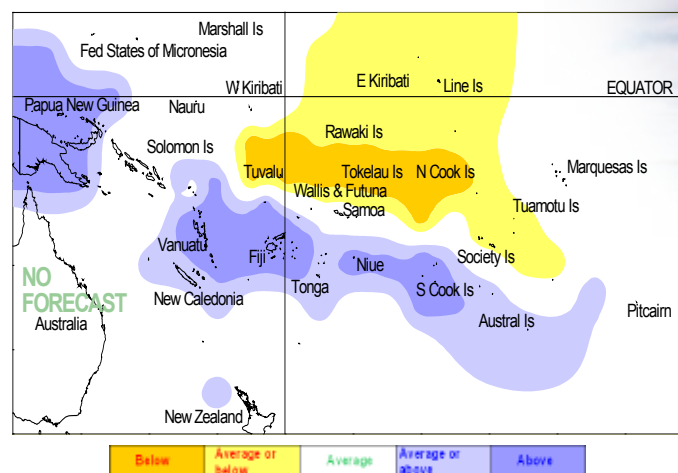 Marshall Is
Fed States of Micronesia
W Kiribati
E Kiribati
Line Is
EQUATOR
Papua New Guinea
Nauru
Rawaki Is
Solomon Is
Tuvalu
Tokelau Is
N Cook Is
Marquesas Is
Wallis & Futuna
Samoa
Tuamotu Is
Vanuatu
Fiji
Niue
Society Is
NO
FORECAST
New Caledonia
Tonga
S Cook Is
Australia
Austral Is
Pitcairn
New Zealand
Below
Average or
below
Average
Average or
above
Above